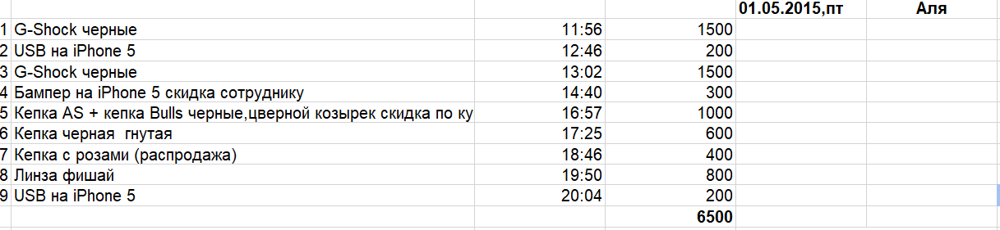 01.05.2015,пт Аля
1 G-Shock черные 11:56 1500
2 USB на iPhone 5 12:46 200
3 G-Shock черные 13:02 1500
4 Бампер на iPhone 5 скидка сотруднику 14:40 300
5 Кепка AS + кепка Bulls черные,цверной козырек скидка по ку 16:57 1000
6 Кепка черная  гнутая 17:25 600
7 Кепка с розами (распродажа) 18:46 400
8 Линза фишай 19:50 800
9 USB на iPhone 5 20:04 200
6500